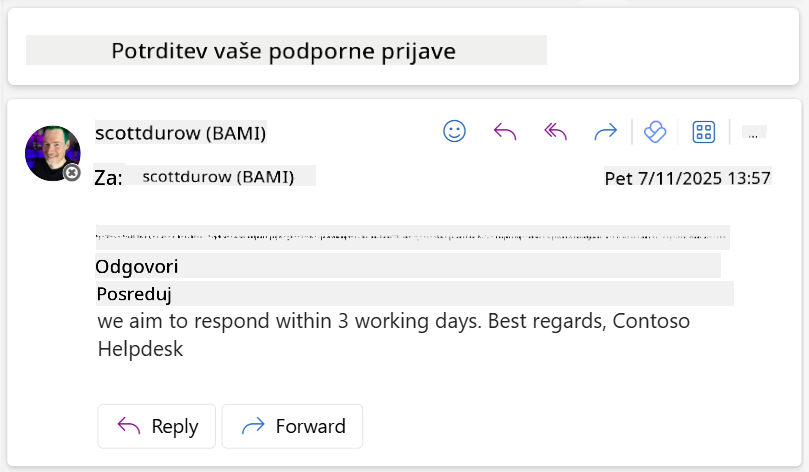 Potrditev vaše podporne prijave
scottdurow (BAMI)
Za: scottdurow (BAMI)
Pet 7/11/2025 13:57
Odgovori
Posreduj
we aim to respond within 3 working days. Best regards, Contoso
Helpdesk
Reply Forward